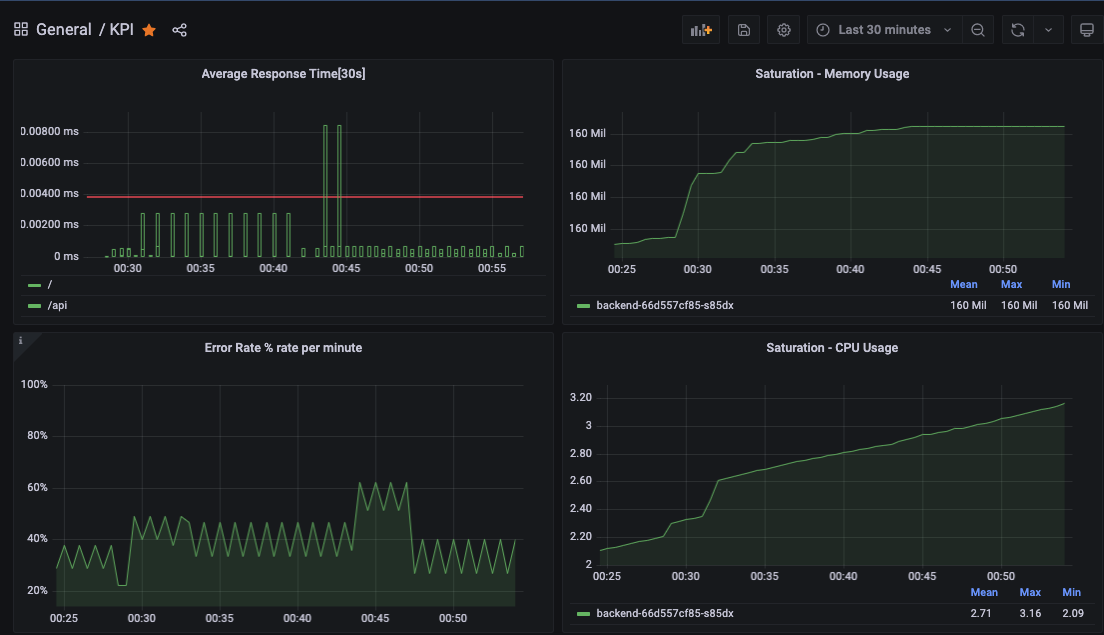 General / KPI
Last 30 minutes
Average Response Time[30s]
0.00800 ms
0.00600 ms
0.00400 ms
0.00200 ms
0 ms
00:30 00:35 00:40 00:45 00:50 00:55
/
/api
Saturation - Memory Usage
160 Mil
160 Mil
160 Mil
160 Mil
00:25 00:30 00:35 00:40 00:45 00:50
Mean Max Min
backend-66d557cf85-s85dx 160 Mil 160 Mil 160 Mil
i
Error Rate % rate per minute
100%
80%
60%
40%
20%
00:25 00:30 00:35 00:40 00:45 00:50
Saturation - CPU Usage
3.20
3
2.80
2.60
2.40
2.20
2
00:25 00:30 00:35 00:40 00:45 00:50
Mean Max Min
backend-66d557cf85-s85dx 2.71 3.16 2.09